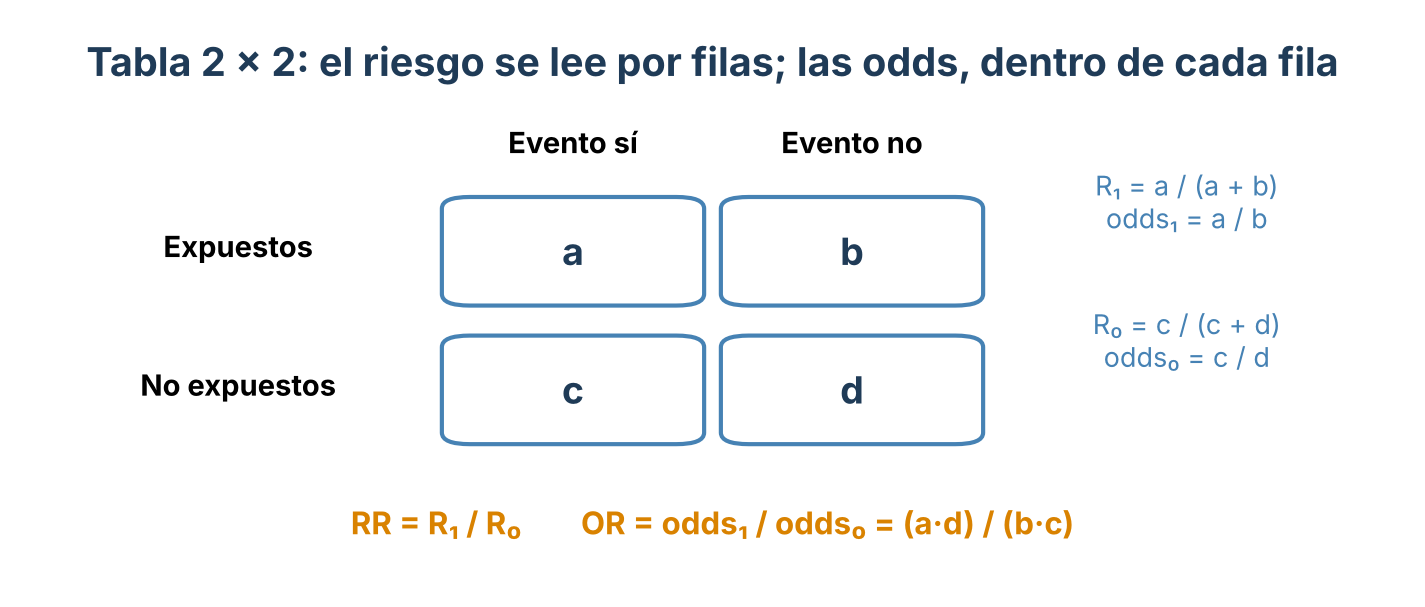 Tabla 2 × 2: el riesgo se lee por filas; las odds, dentro de cada fila
Evento sí
Evento no
Expuestos
a
b
R₁ = a / (a + b)
odds₁ = a / b
No expuestos
c
d
R₀ = c / (c + d)
odds₀ = c / d
RR = R₁ / R₀
OR = odds₁ / odds₀ = (a·d) / (b·c)